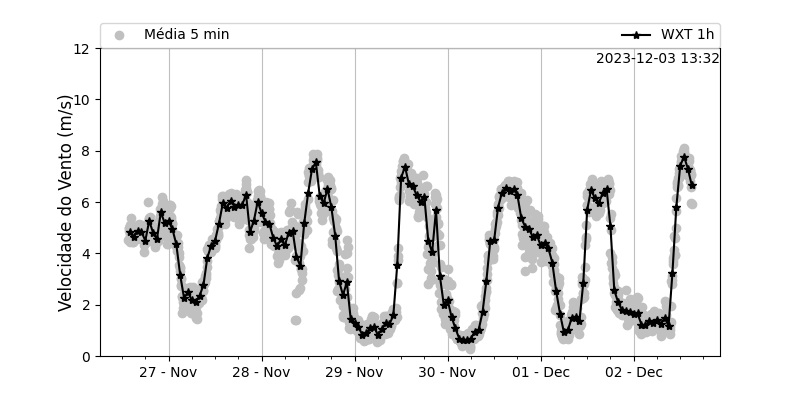 Média 5 min
WXT 1h
2023-12-03 13:32
Velocidade do Vento (m/s)
12
10
8
6
4
2
0
27 - Nov
28 - Nov
29 - Nov
30 - Nov
01 - Dec
02 - Dec